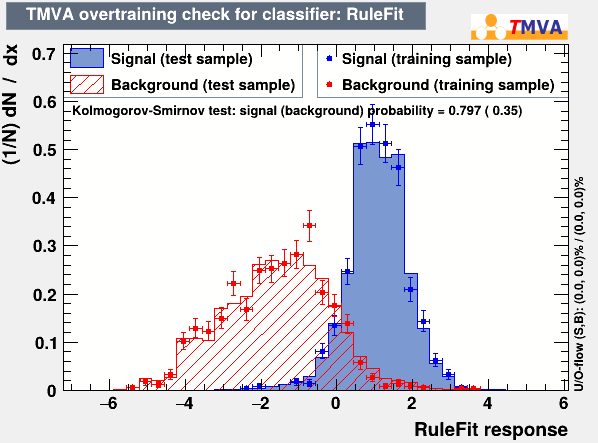 TMVA overtraining check for classifier: RuleFit
TMVA
(1/N) dN / dx
0.7
0.6
0.5
0.4
0.3
0.2
0.1
0
Signal (test sample)
Background (test sample)
Signal (training sample)
Background (training sample)
Kolmogorov-Smirnov test: signal (background) probability = 0.797 ( 0.35)
U/O-flow (S,B): (0.0, 0.0)% / (0.0, 0.0)%
−6 −4 −2 0 2 4 6
RuleFit response